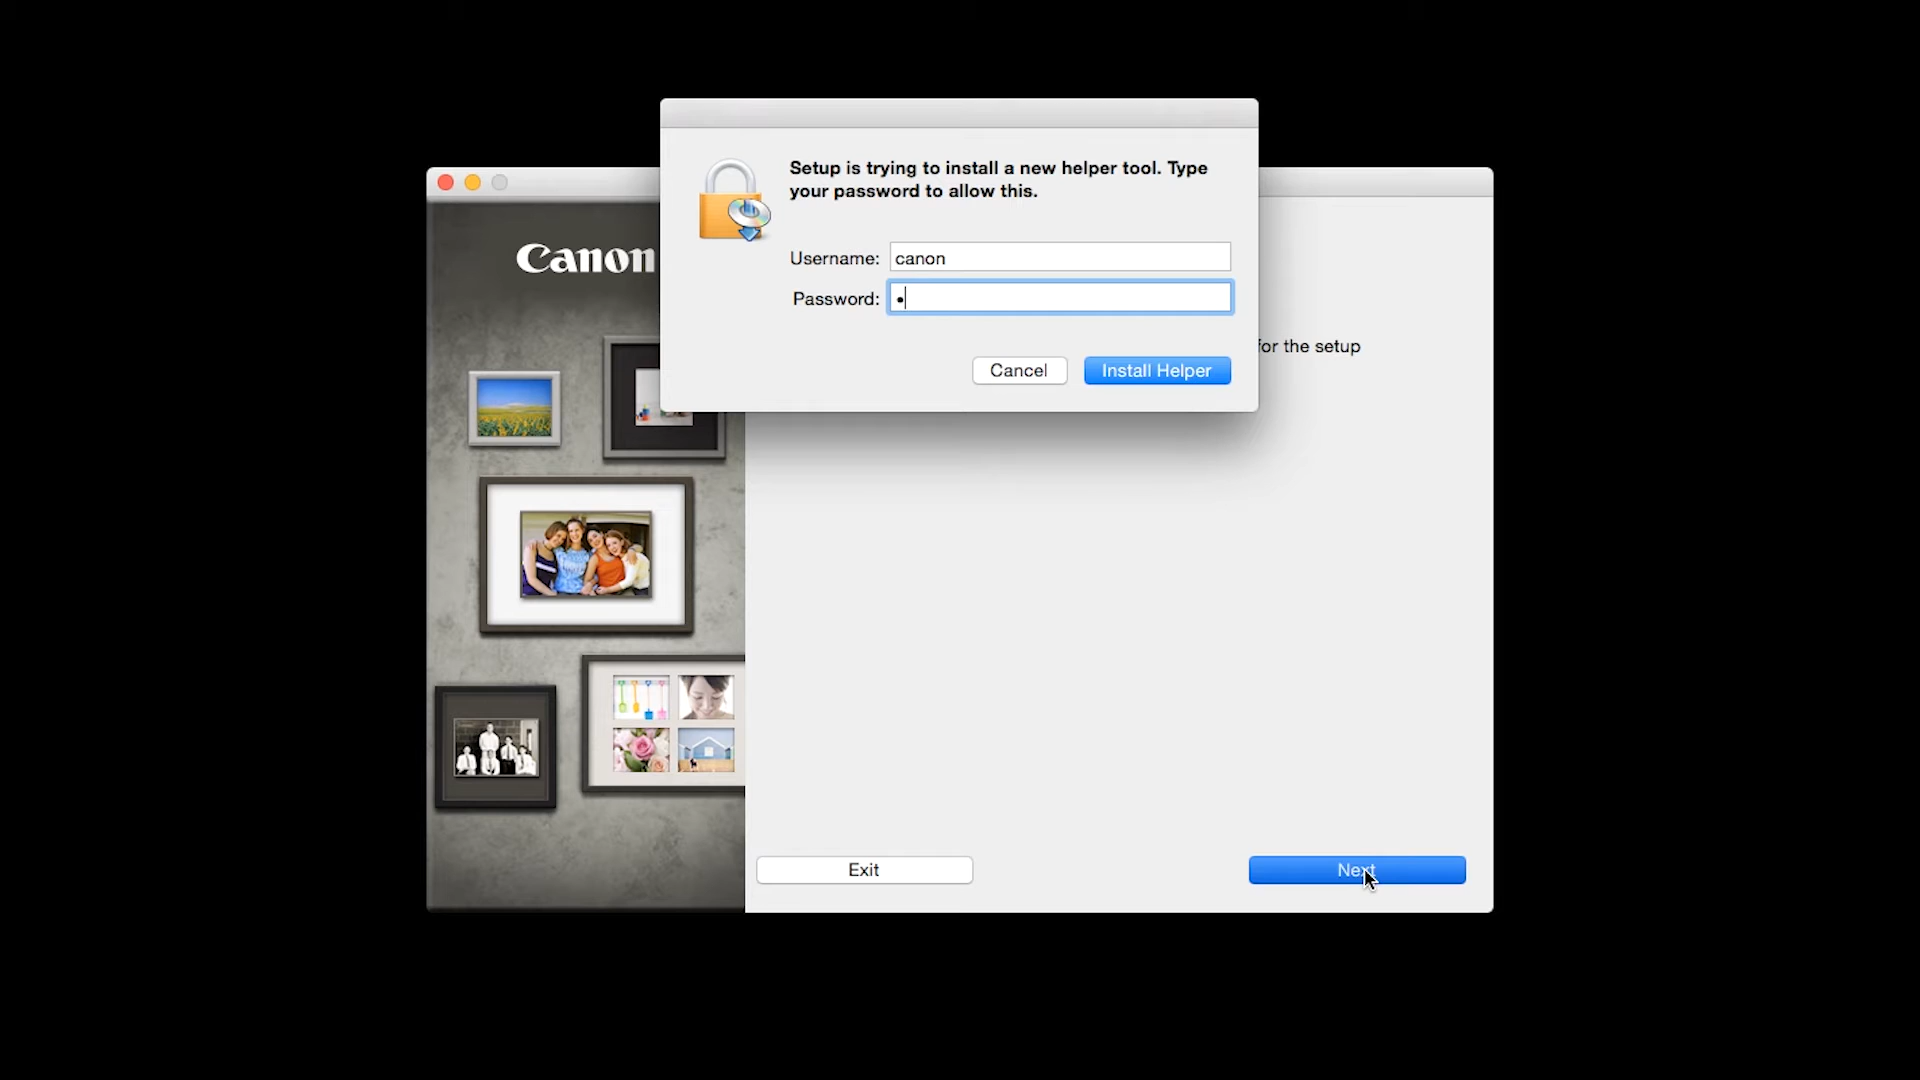 Setup is trying to install a new helper tool. Type
your password to allow this.
Canon
Username: canon
Password: •
for the setup
Cancel
Install Helper
Exit
Next